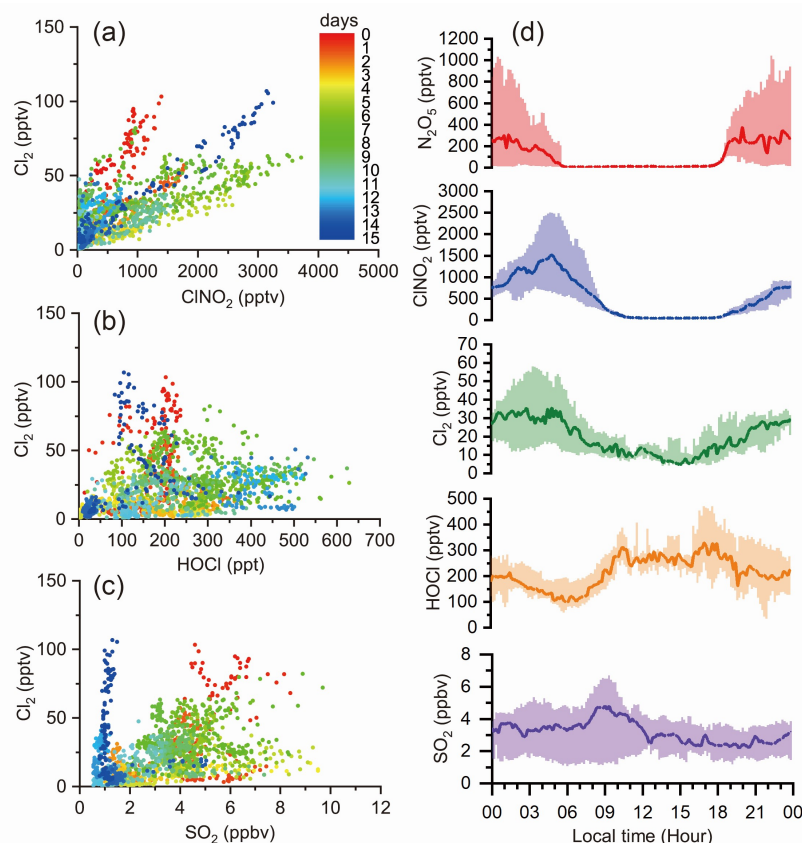 (a)
days
0
1
2
3
4
5
6
7
8
9
10
11
12
13
14
15
150
100
50
0
Cl₂ (pptv)
0 1000 2000 3000 4000 5000
ClNO₂ (pptv)
(b)
150
100
50
0
Cl₂ (pptv)
0 100 200 300 400 500 600 700
HOCl (ppt)
(c)
150
100
50
0
Cl₂ (pptv)
0 2 4 6 8 10 12
SO₂ (ppbv)
(d)
1200
1000
800
600
400
200
0
N₂O₅ (pptv)
3000
2500
2000
1500
1000
500
0
ClNO₂ (pptv)
70
60
50
40
30
20
10
0
Cl₂ (pptv)
500
400
300
200
100
0
HOCl (pptv)
8
6
4
2
0
SO₂ (ppbv)
00 03 06 09 12 15 18 21 00
Local time (Hour)